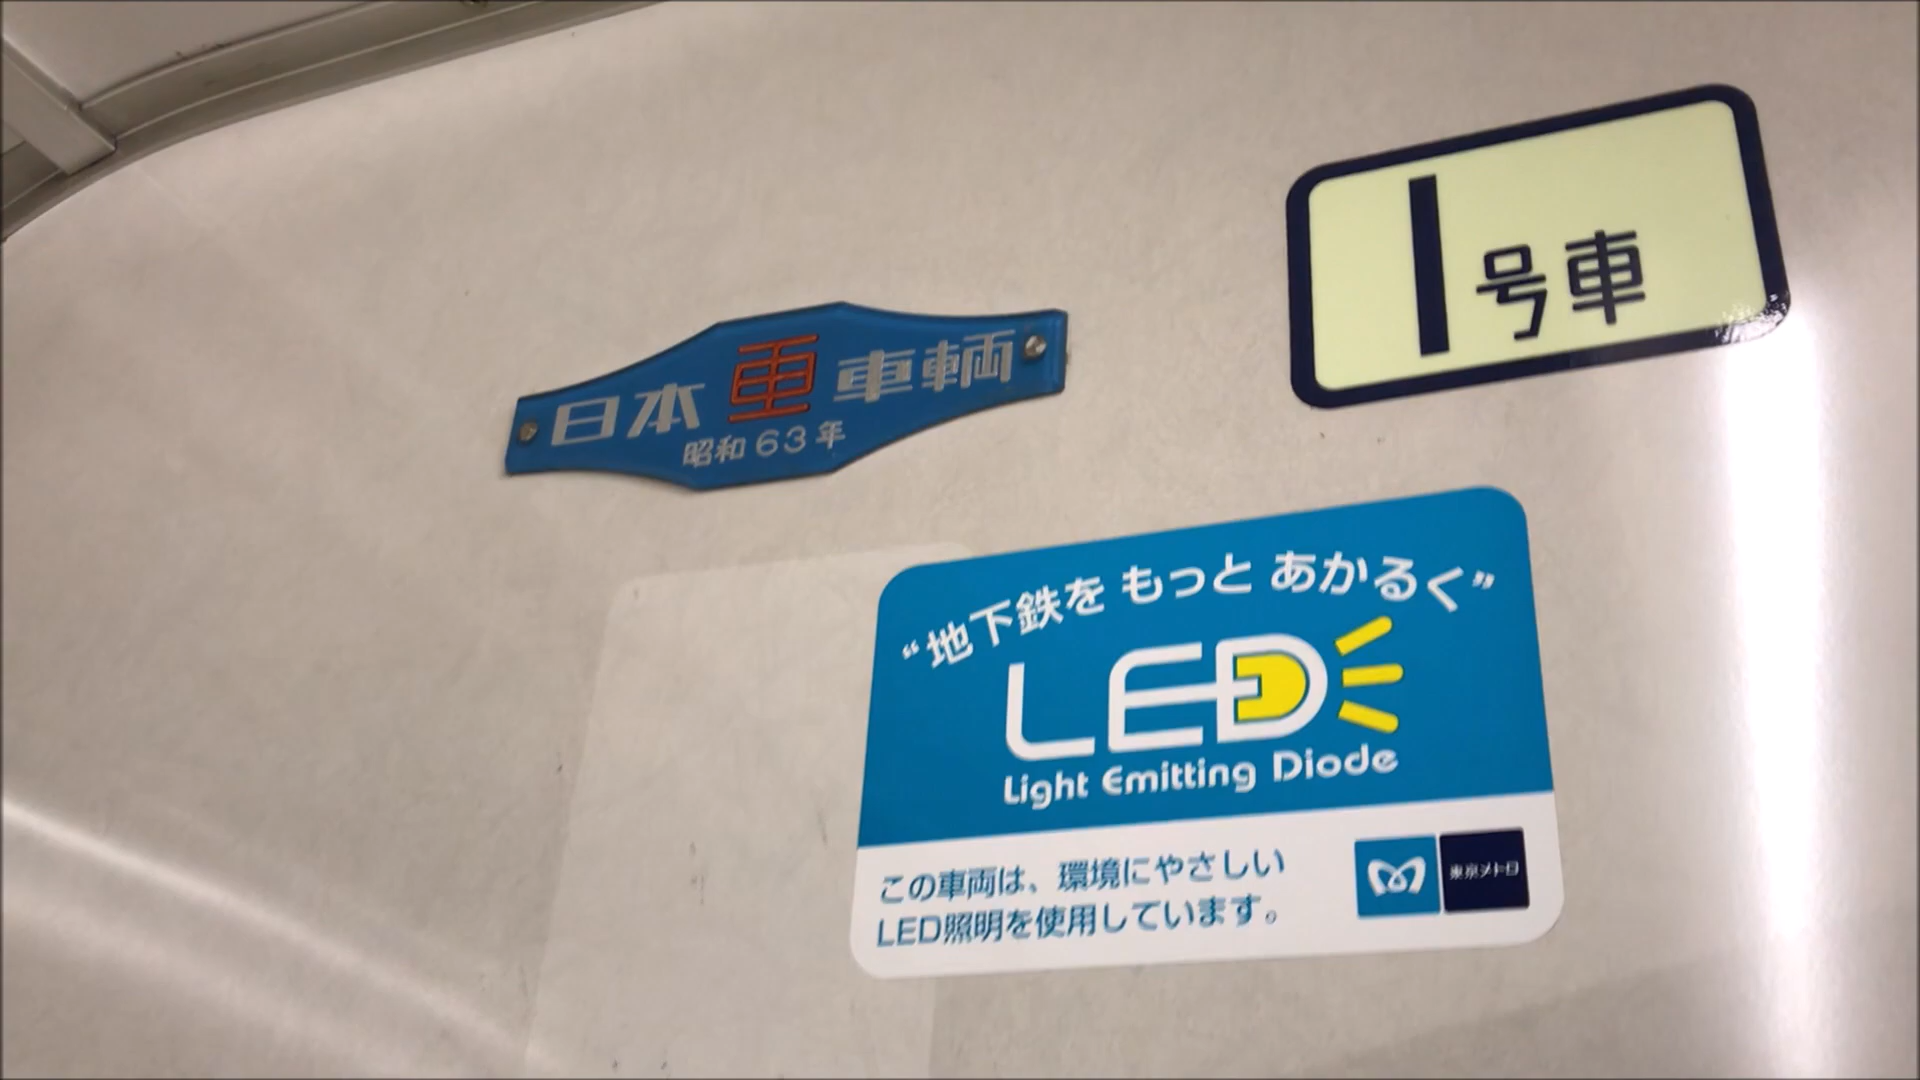 1号車
日本車車輌
昭和63年
“地下鉄を もっと あかるく”
LED
Light Emitting Diode
この車両は、環境にやさしい
LED照明を使用しています。
東京メトロ